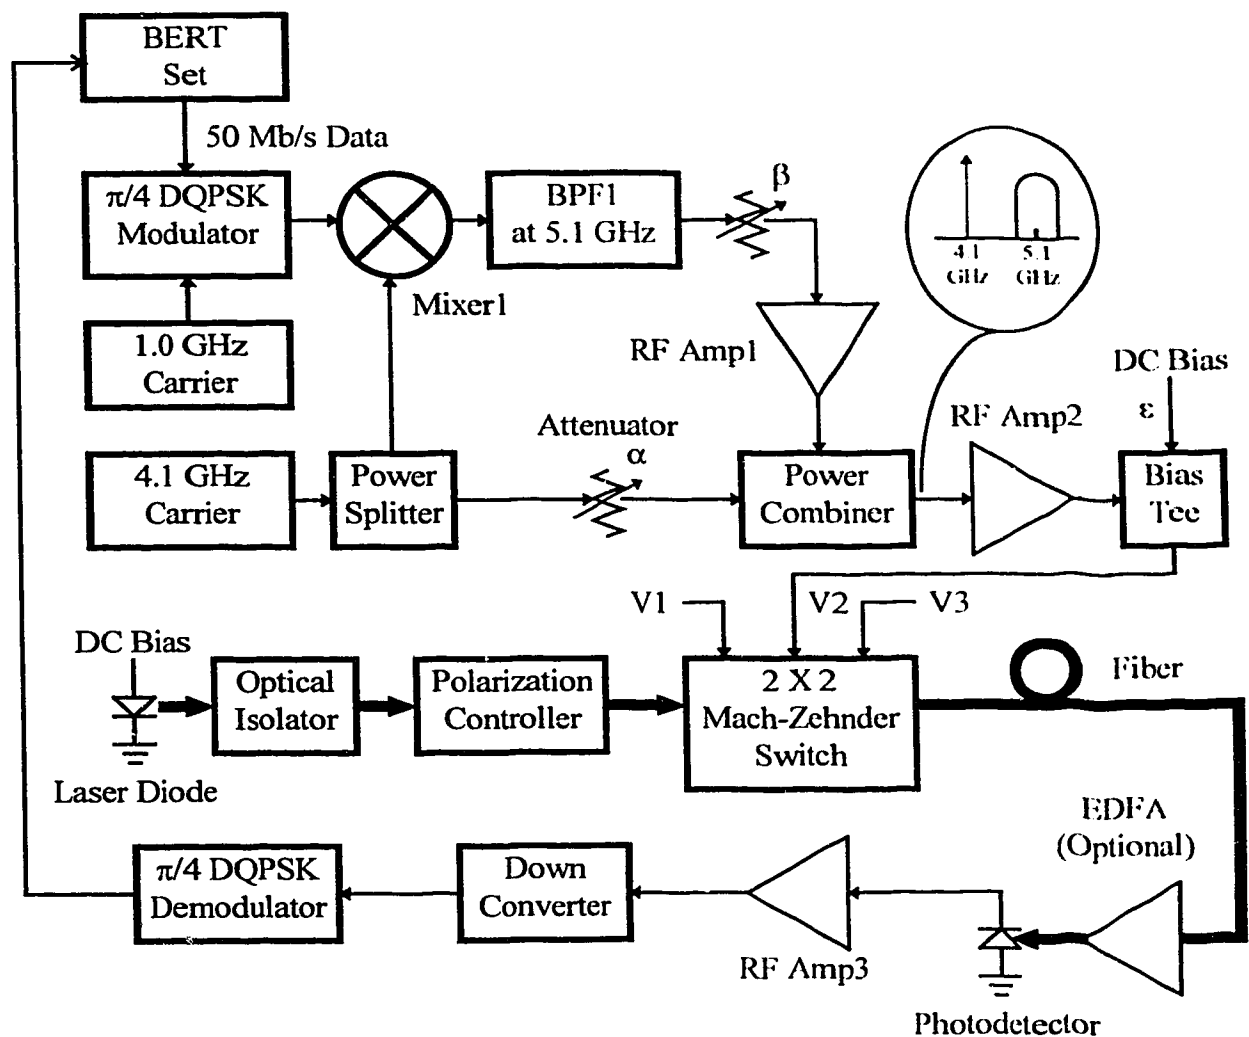 BERT
Set
50 Mb/s Data
π/4 DQPSK
Modulator
BPF1
at 5.1 GHz
β
4.1
GHz
5.1
GHz
Mixer1
1.0 GHz
Carrier
RF Amp1
DC Bias
ε
RF Amp2
Attenuator
α
4.1 GHz
Carrier
Power
Splitter
Power
Combiner
Bias
Tee
V1
V2
V3
DC Bias
Optical
Isolator
Polarization
Controller
2 X 2
Mach-Zehnder
Switch
Fiber
Laser Diode
EDFA
(Optional)
π/4 DQPSK
Demodulator
Down
Converter
RF Amp3
Photodetector